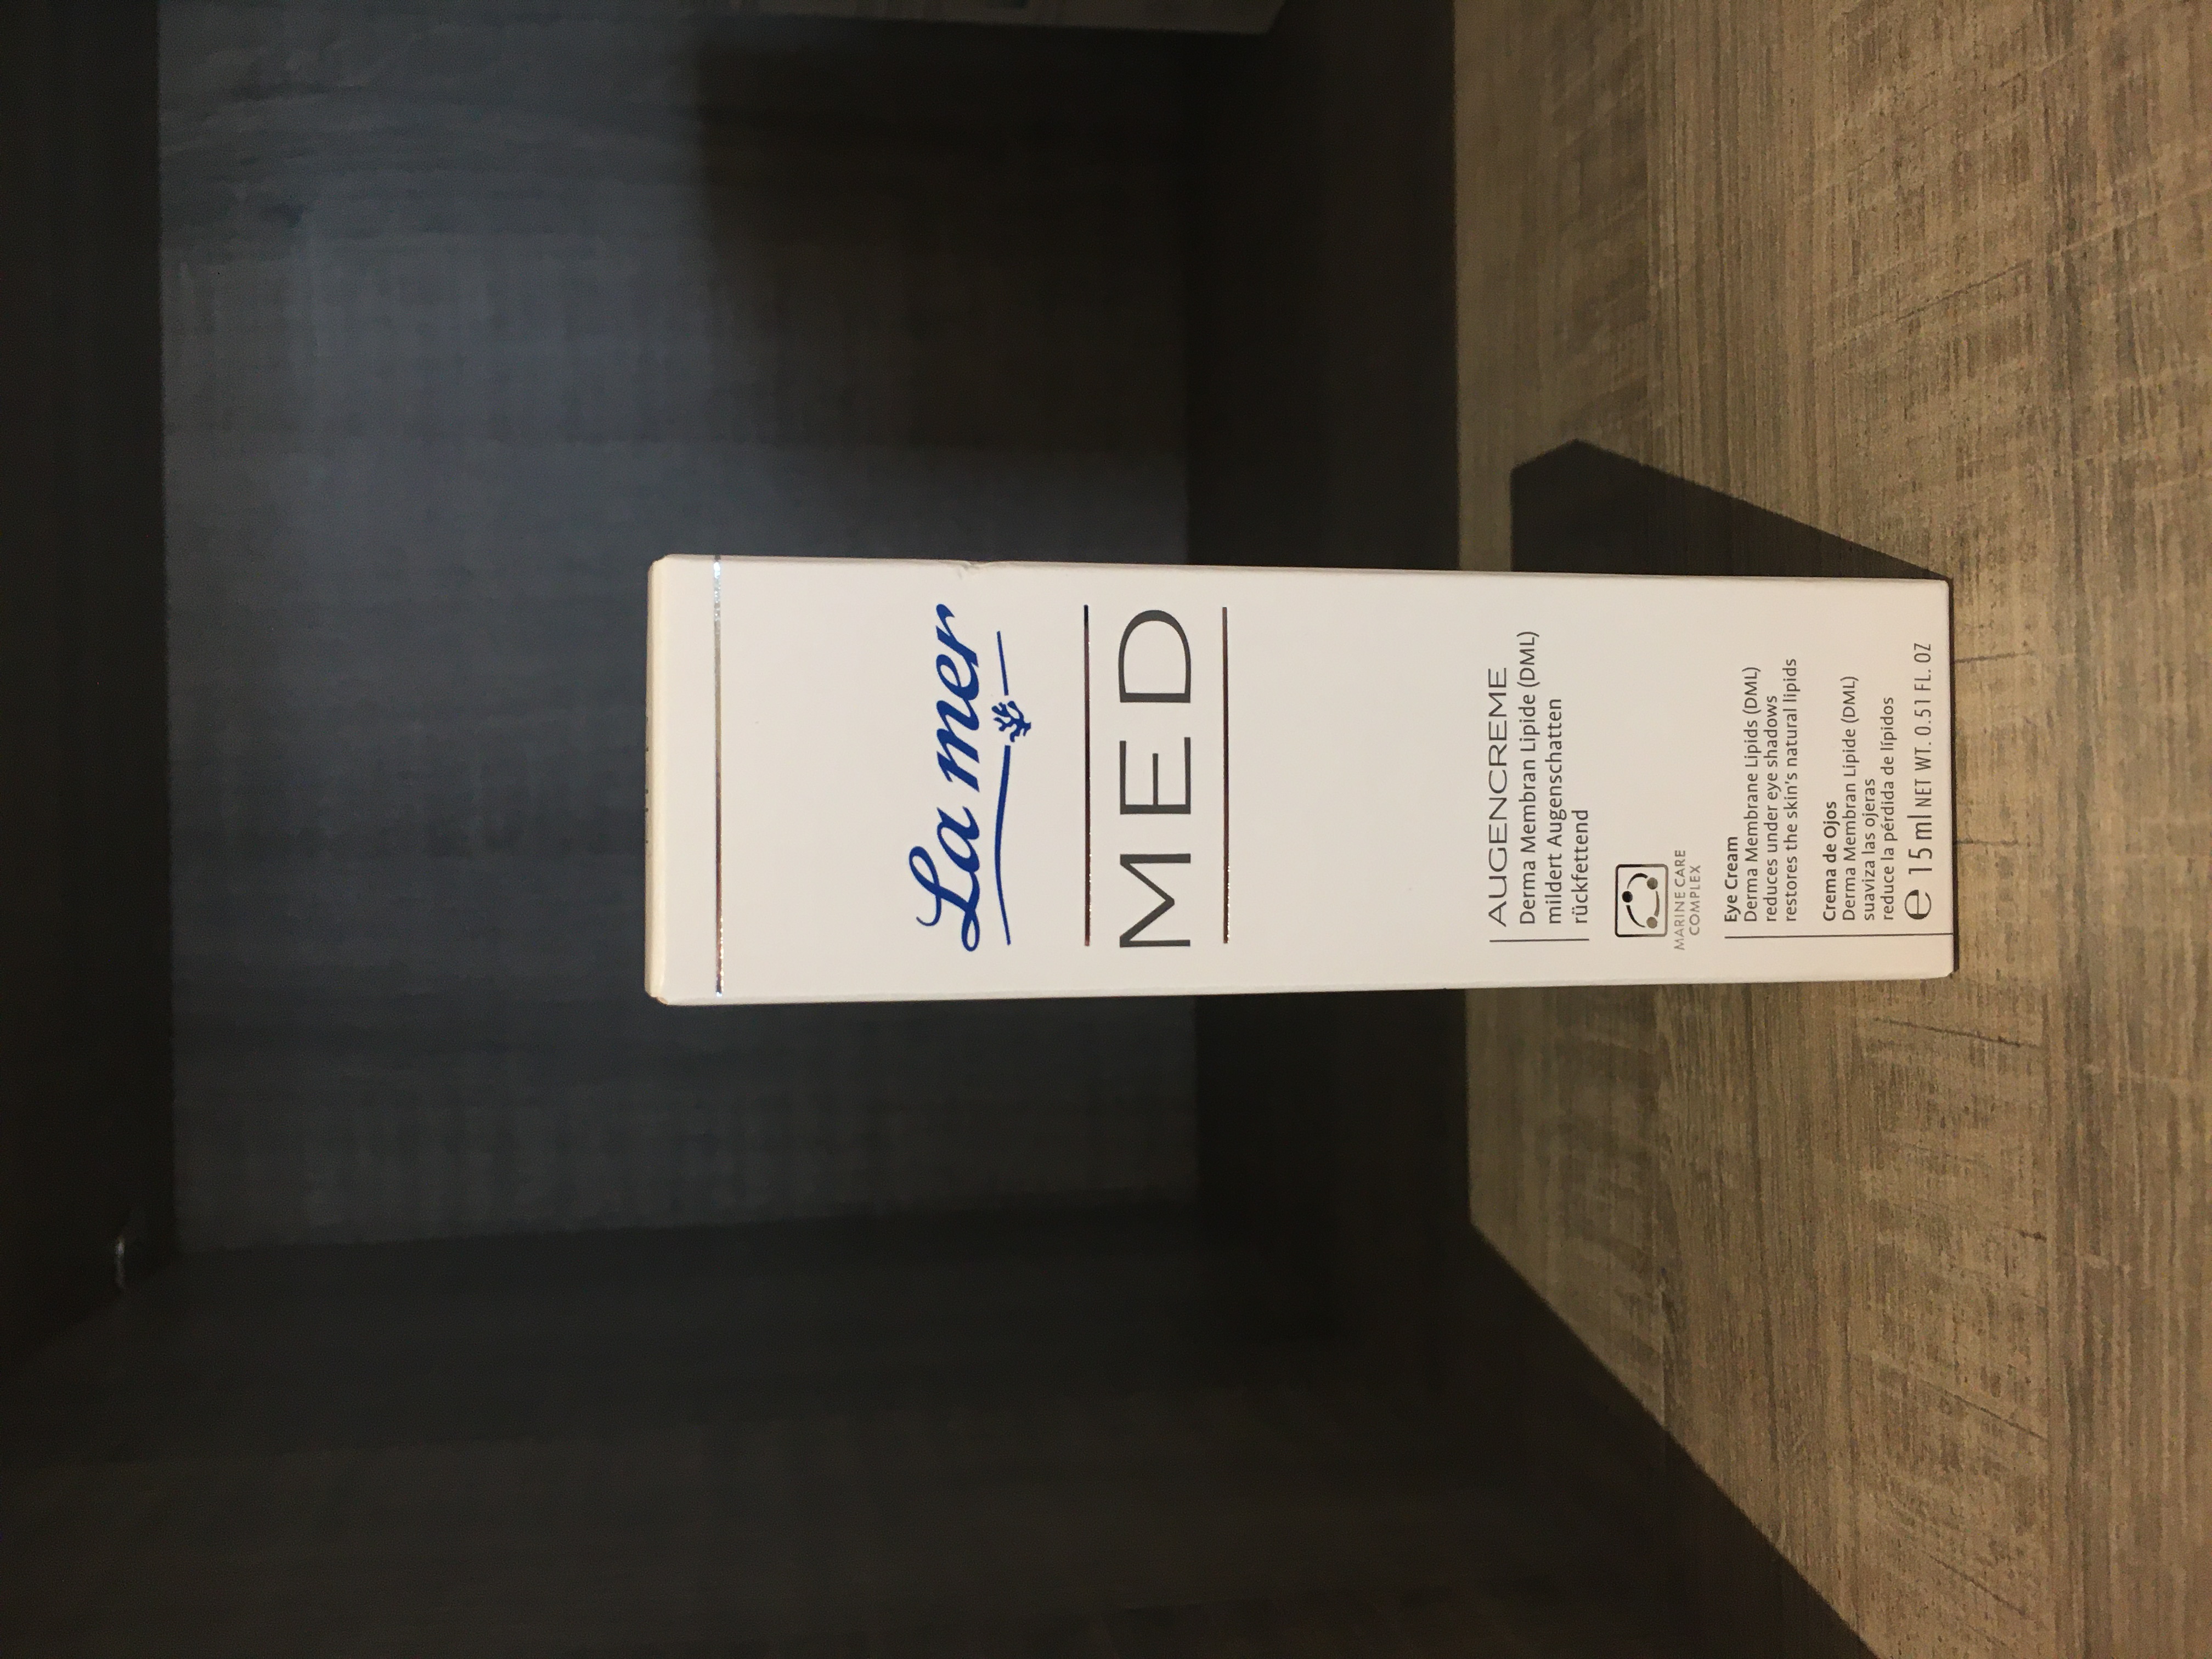 La mer
MED
AUGENCREME
Derma Membran Lipide (DML)
mildert Augenschatten
rückfettend
MARINE CARE
COMPLEX
Eye Cream
Derma Membrane Lipids (DML)
reduces under eye shadows
restores the skin's natural lipids
Crema de Ojos
Derma Membran Lipide (DML)
suaviza las ojeras
reduce la pérdida de lípidos
℮ 15 ml NET WT. 0.51 FL. OZ